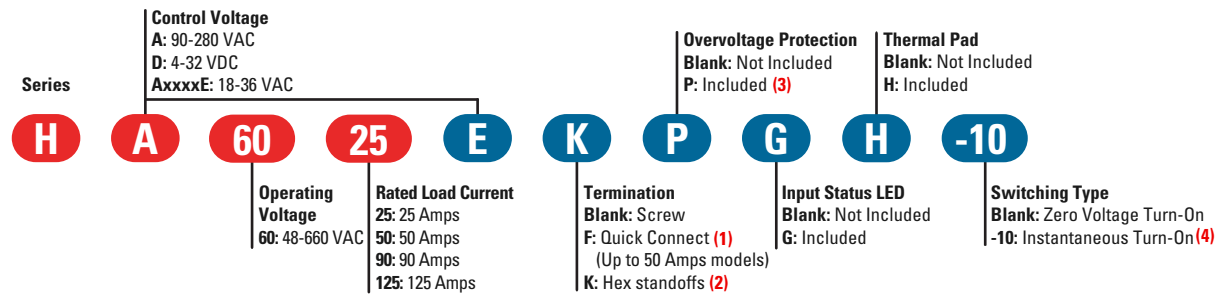 Control Voltage
A: 90-280 VAC
D: 4-32 VDC
AxxxxE: 18-36 VAC
Overvoltage Protection
Blank: Not Included
P: Included (3)
Thermal Pad
Blank: Not Included
H: Included
Series
H A 60 25 E K P G H -10
Operating
Voltage
60: 48-660 VAC
Rated Load Current
25: 25 Amps
50: 50 Amps
90: 90 Amps
125: 125 Amps
Termination
Blank: Screw
F: Quick Connect (1)
(Up to 50 Amps models)
K: Hex standoffs (2)
Input Status LED
Blank: Not Included
G: Included
Switching Type
Blank: Zero Voltage Turn-On
-10: Instantaneous Turn-On (4)